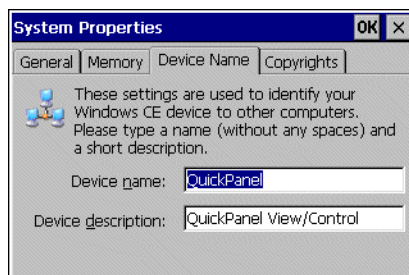 System Properties OK ×
General Memory Device Name Copyrights
These settings are used to identify your
Windows CE device to other computers.
Please type a name (without any spaces) and
a short description.
Device name: QuickPanel
Device description: QuickPanel View/Control